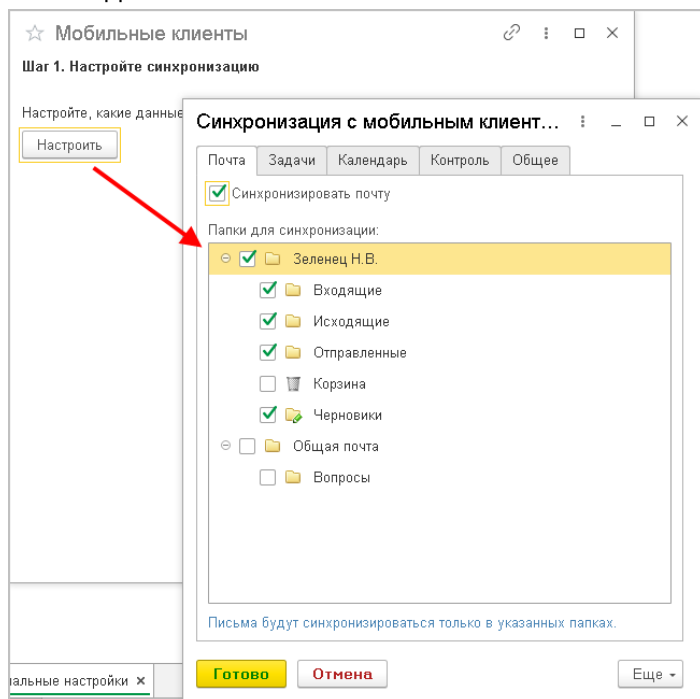 Мобильные клиенты
Шаг 1. Настройте синхронизацию
Настройте, какие данные
Настроить
Синхронизация с мобильным клиент...
Почта Задачи Календарь Контроль Общее
Синхронизировать почту
Папки для синхронизации:
Зеленец Н.В.
Входящие
Исходящие
Отправленные
Корзина
Черновики
Общая почта
Вопросы
Письма будут синхронизироваться только в указанных папках.
Готово Отмена Еще
настройки